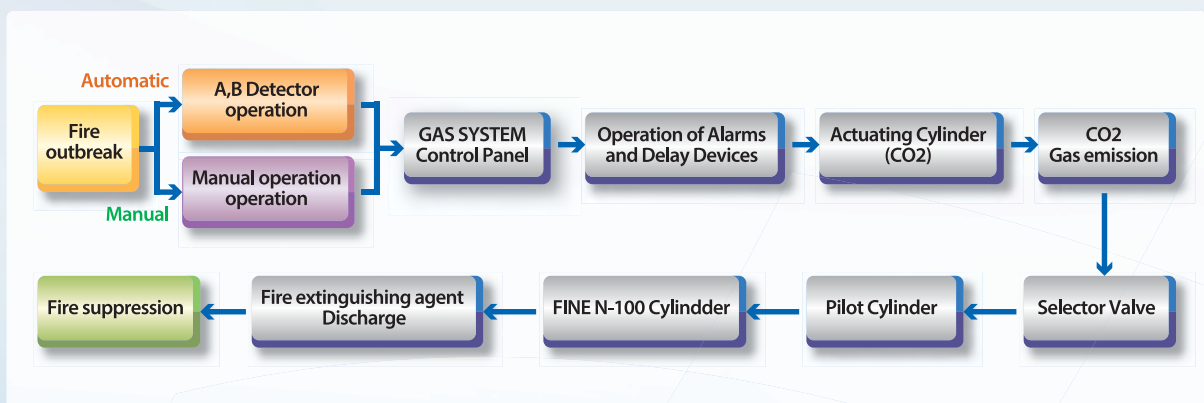 Automatic
A,B Detector
operation
Fire
outbreak
Manual operation
operation
Manual
GAS SYSTEM
Control Panel
Operation of Alarms
and Delay Devices
Actuating Cylinder
(CO2)
CO2
Gas emission
Selector Valve
Pilot Cylinder
FINE N-100 Cylindder
Fire extinguishing agent
Discharge
Fire suppression